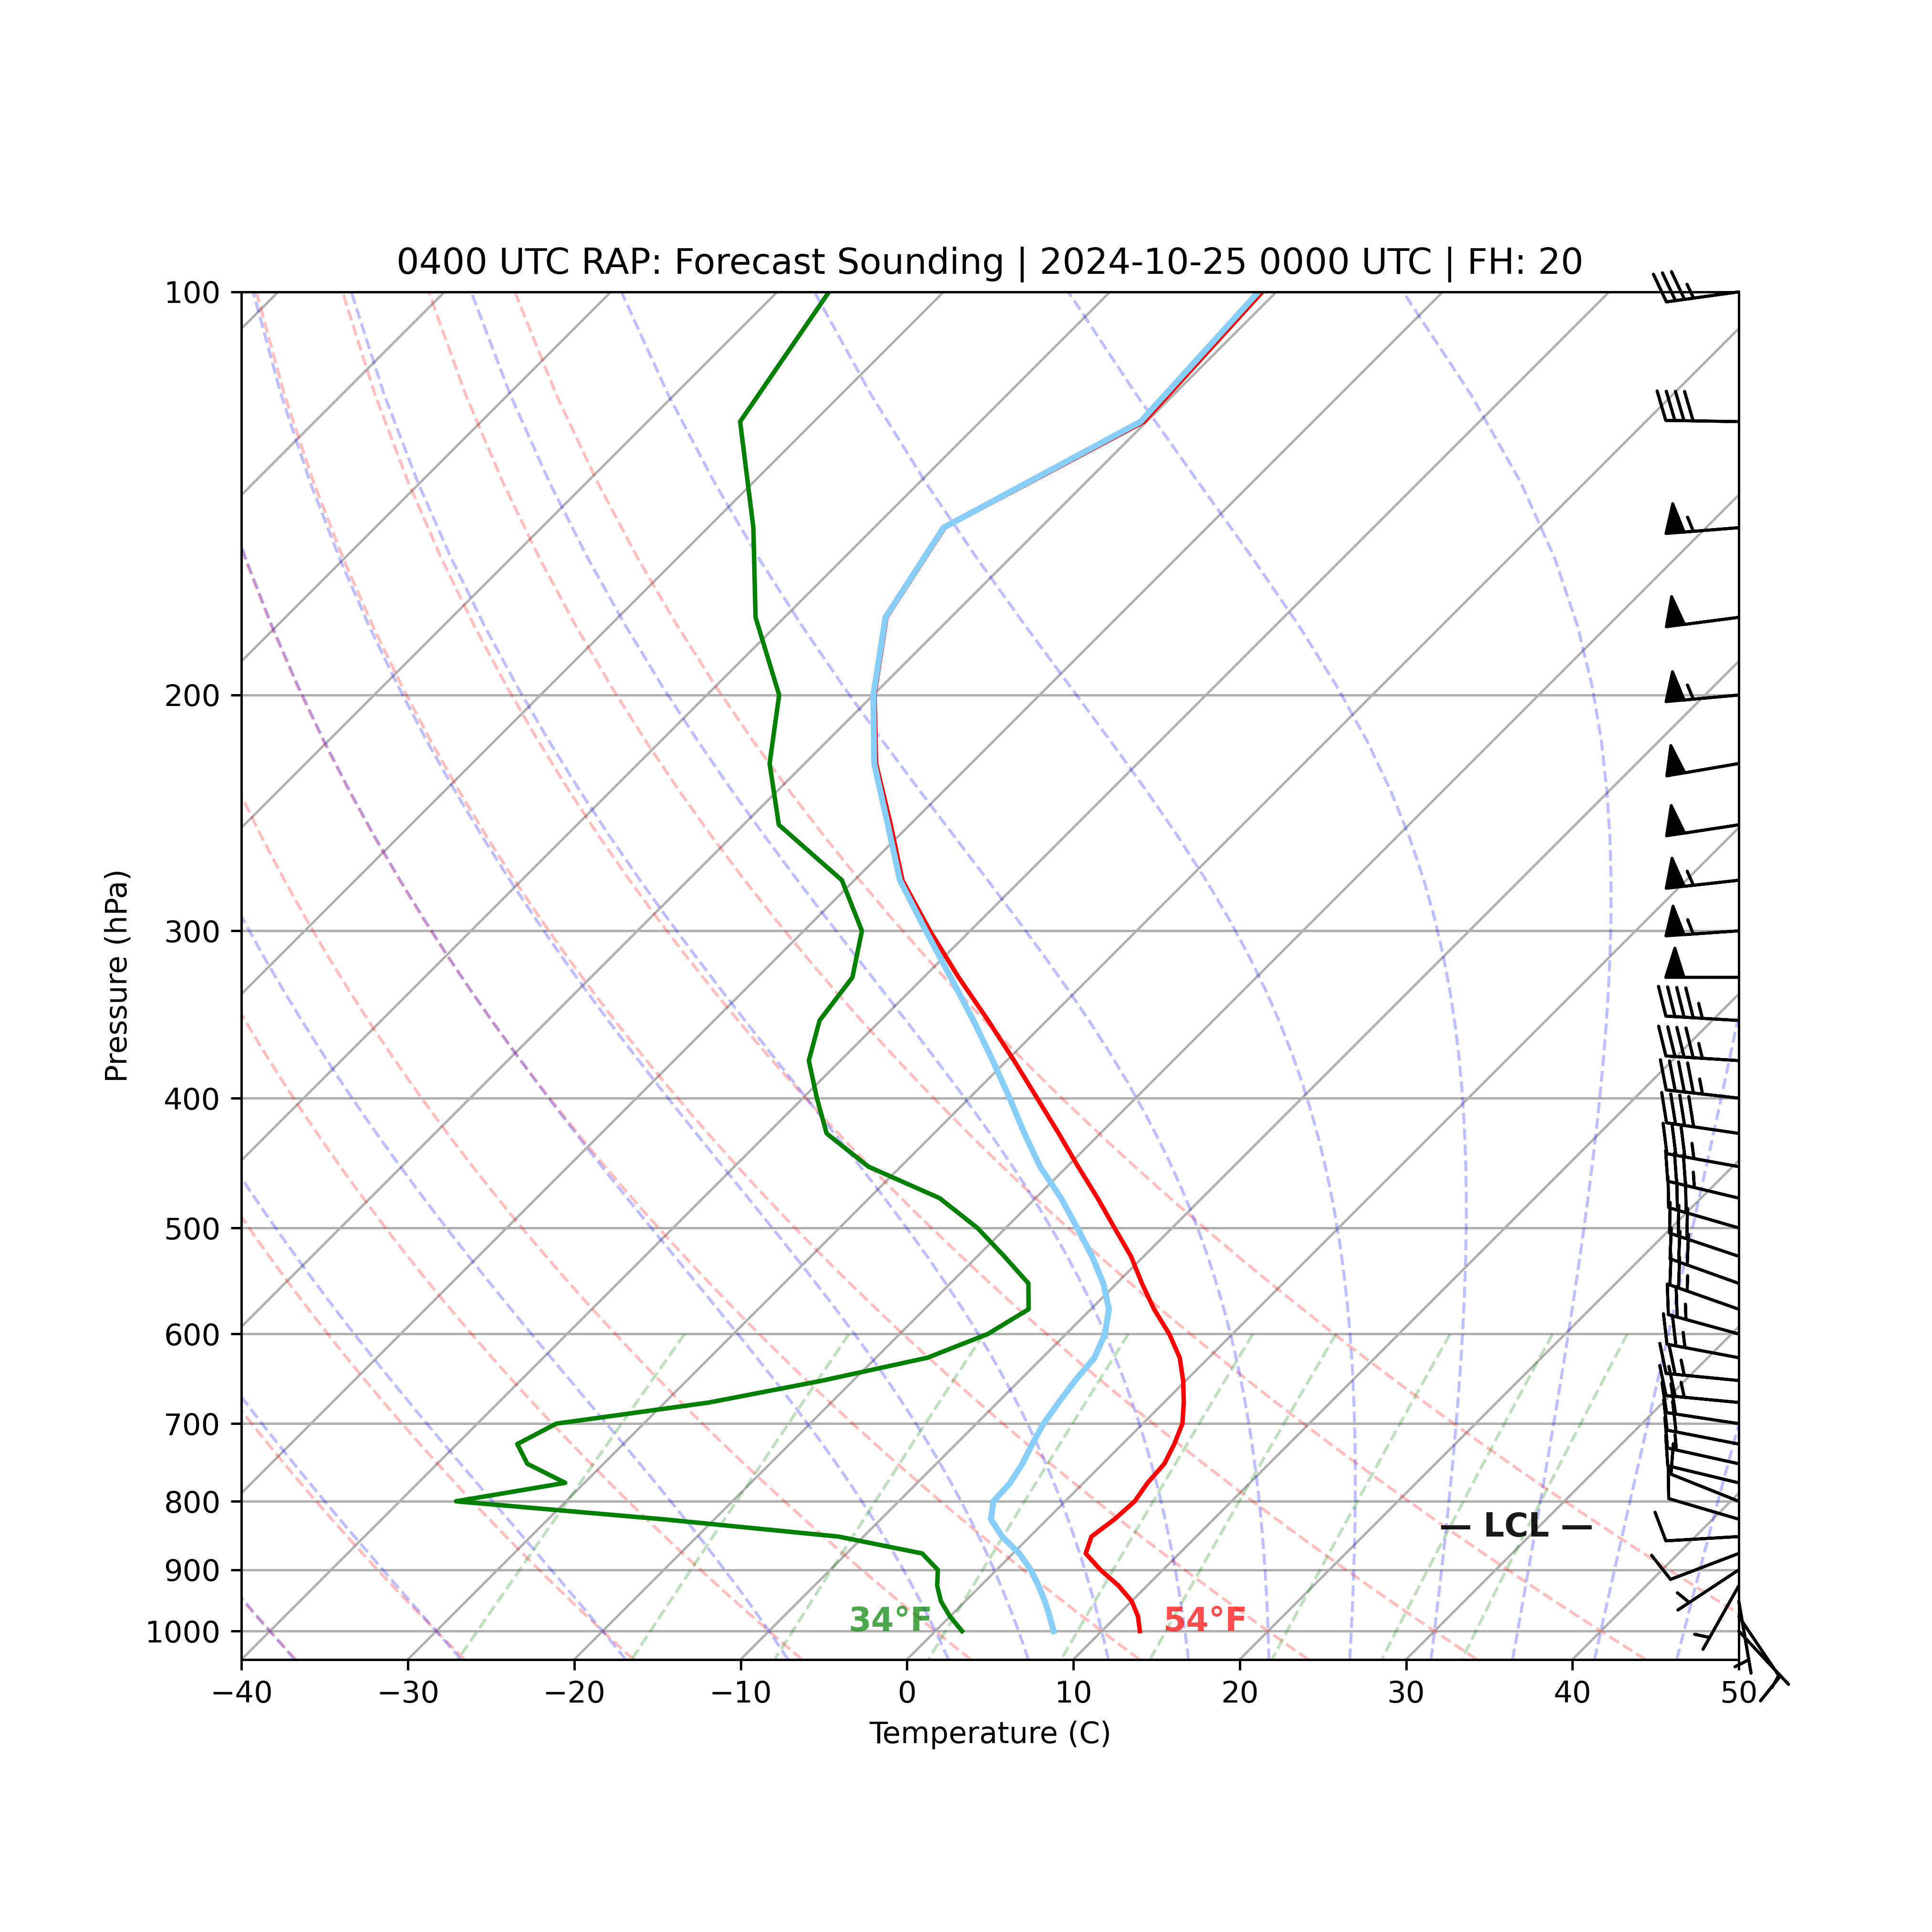 0400 UTC RAP: Forecast Sounding | 2024-10-25 0000 UTC | FH: 20
100
200
300
400
500
600
700
800
900
1000
Pressure (hPa)
— LCL —
34°F
54°F
−40 −30 −20 −10 0 10 20 30 40 50
Temperature (C)